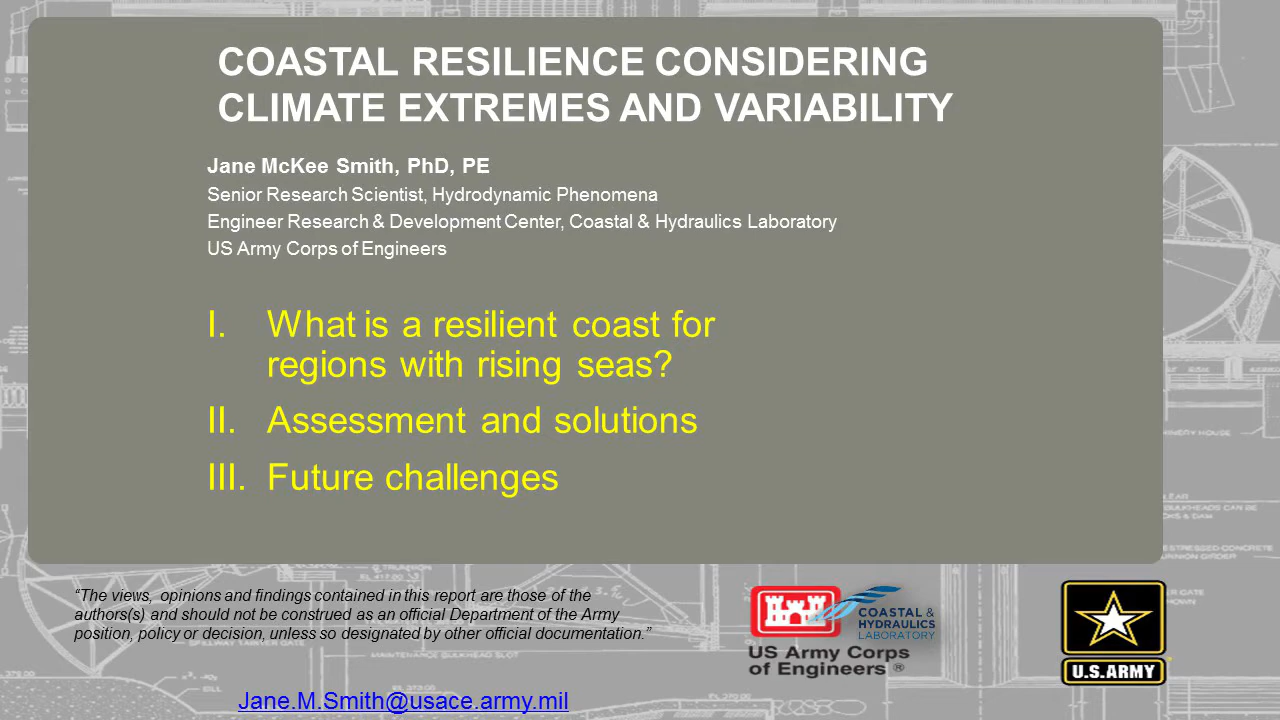 COASTAL RESILIENCE CONSIDERING
CLIMATE EXTREMES AND VARIABILITY
Jane McKee Smith, PhD, PE
Senior Research Scientist, Hydrodynamic Phenomena
Engineer Research & Development Center, Coastal & Hydraulics Laboratory
US Army Corps of Engineers
I. What is a resilient coast for
regions with rising seas?
II. Assessment and solutions
III. Future challenges
“The views, opinions and findings contained in this report are those of the
authors(s) and should not be construed as an official Department of the Army
position, policy or decision, unless so designated by other official documentation.”
COASTAL &
HYDRAULICS
LABORATORY
US Army Corps
of Engineers ®
U.S.ARMY
Jane.M.Smith@usace.army.mil
MAINTENANCE BULKHEAD SLOT